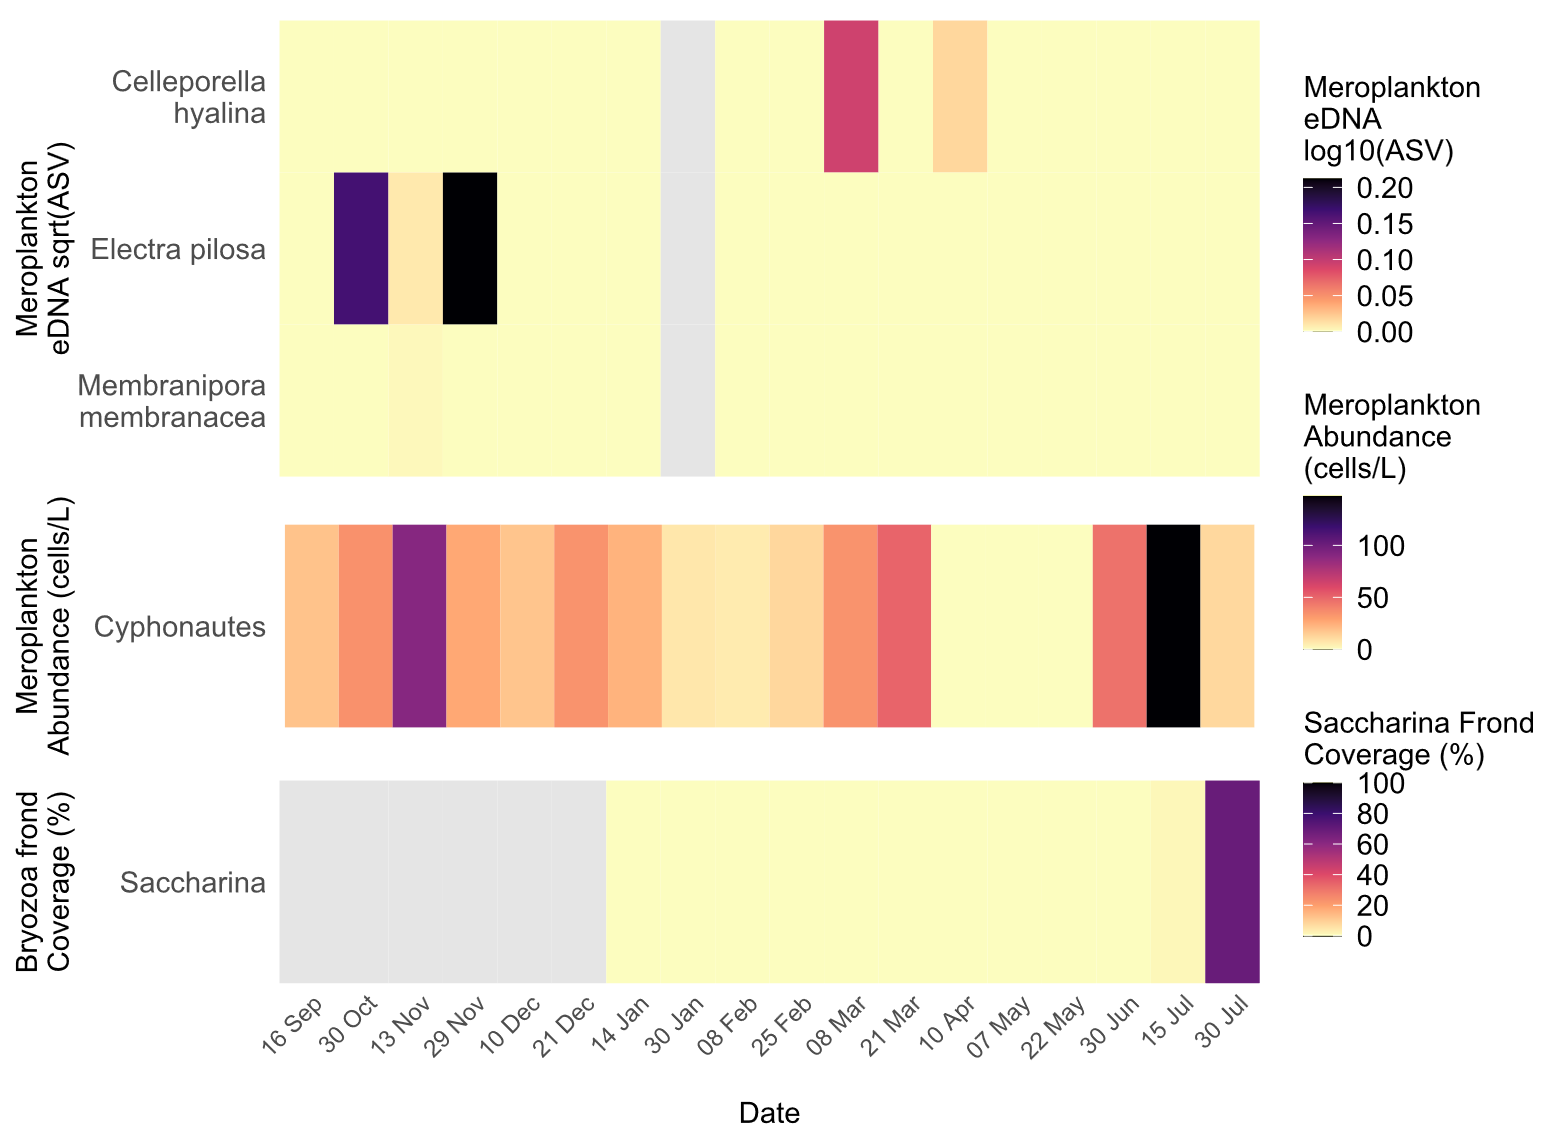 Meroplankton
eDNA sqrt(ASV)
Celleporella
hyalina
Electra pilosa
Membranipora
membranacea
Meroplankton
eDNA
log10(ASV)
0.20
0.15
0.10
0.05
0.00
Meroplankton
Abundance (cells/L)
Cyphonautes
Meroplankton
Abundance
(cells/L)
100
50
0
Bryozoa frond
Coverage (%)
Saccharina
Saccharina Frond
Coverage (%)
100
80
60
40
20
0
16 Sep
30 Oct
13 Nov
29 Nov
10 Dec
21 Dec
14 Jan
30 Jan
08 Feb
25 Feb
08 Mar
21 Mar
10 Apr
07 May
22 May
30 Jun
15 Jul
30 Jul
Date